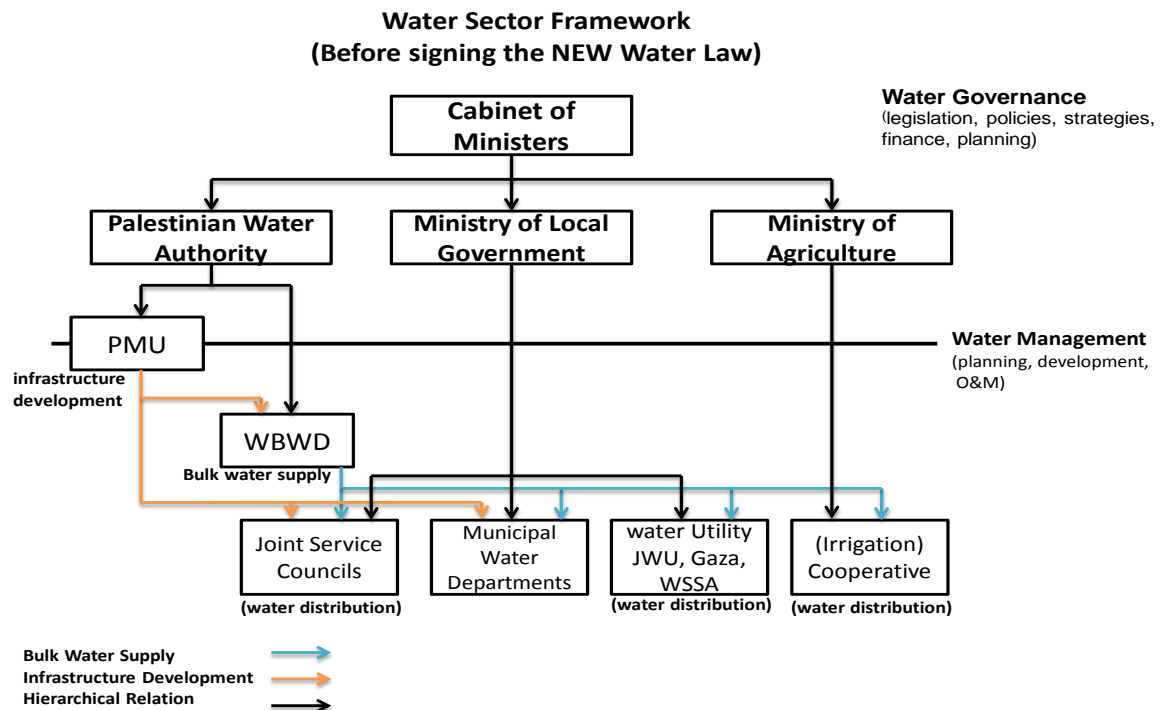 Water Sector Framework
(Before signing the NEW Water Law)
Water Governance
(legislation, policies, strategies,
finance, planning)
Cabinet of
Ministers
Palestinian Water
Authority
Ministry of Local
Government
Ministry of
Agriculture
PMU
infrastructure
development
Water Management
(planning, development,
O&M)
WBWD
Bulk water supply
Joint Service
Councils
(water distribution)
Municipal
Water
Departments
water Utility
JWU, Gaza,
WSSA
(water distribution)
(Irrigation)
Cooperative
(water distribution)
Bulk Water Supply
Infrastructure Development
Hierarchical Relation